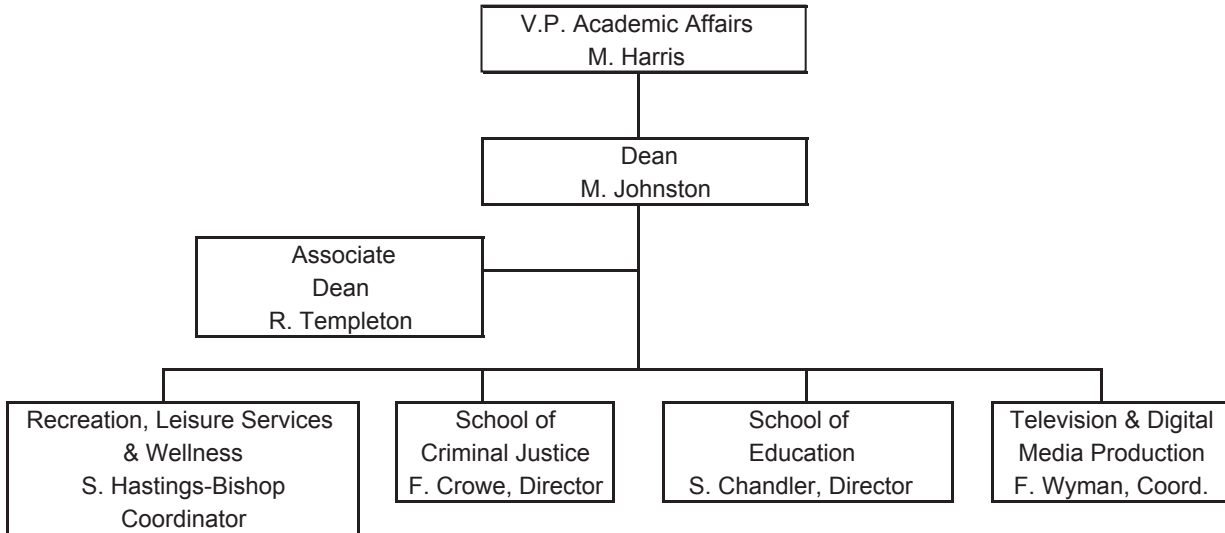 V.P. Academic Affairs
M. Harris
Dean
M. Johnston
Associate
Dean
R. Templeton
Recreation, Leisure Services
& Wellness
S. Hastings-Bishop
Coordinator
School of
Criminal Justice
F. Crowe, Director
School of
Education
S. Chandler, Director
Television & Digital
Media Production
F. Wyman, Coord.